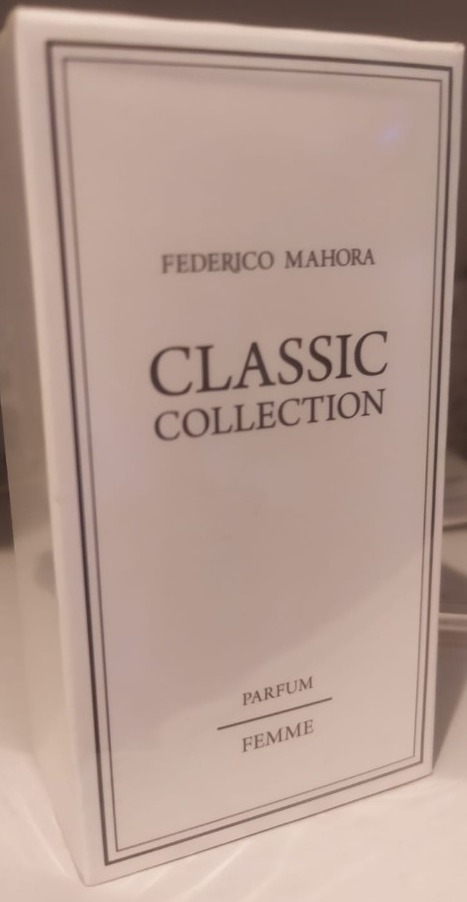 FEDERICO MAHORA
CLASSIC
COLLECTION
PARFUM
FEMME